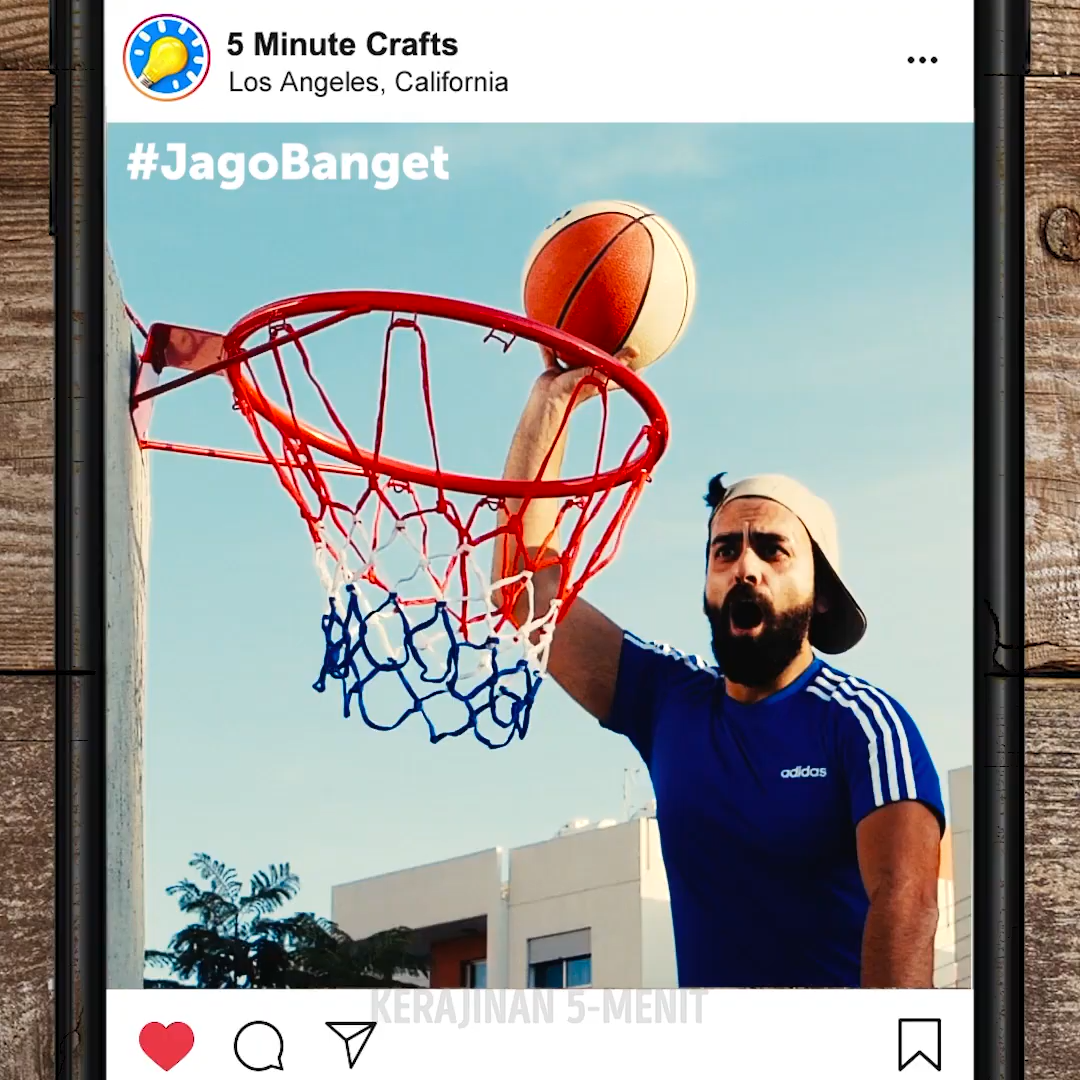 5 Minute Crafts
Los Angeles, California
#JagoBanget
adidas
KERAJINAN 5-MENIT